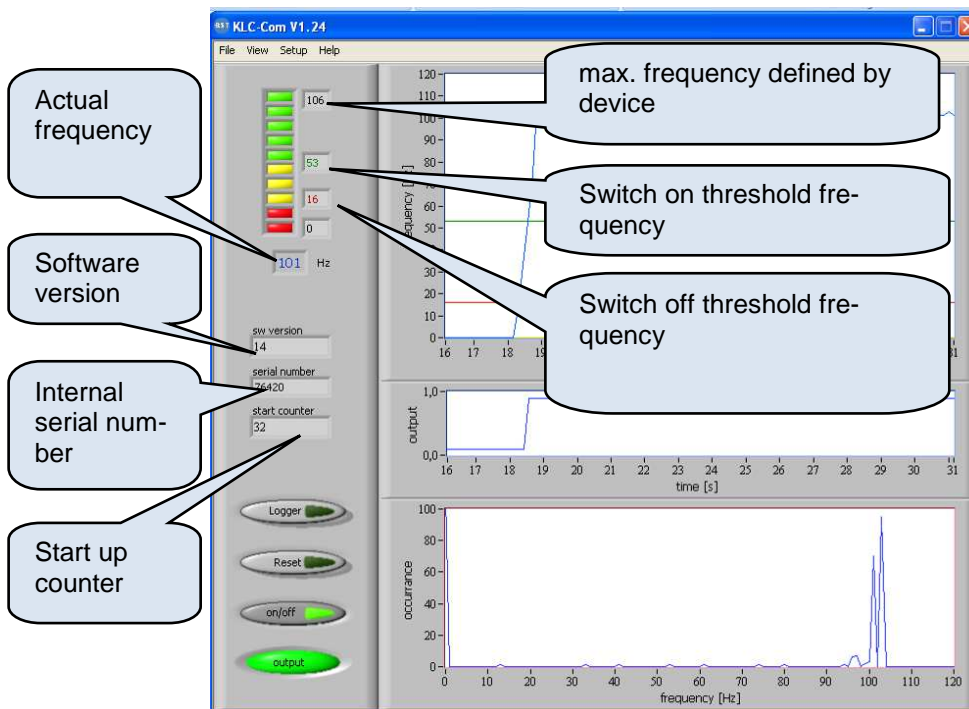 KLC-Com V1.24
File View Setup Help
Actual
frequency
Software
version
Internal
serial num-
ber
Start up
counter
106
53
16
0
101 Hz
sw version
14
serial number
76420
start counter
32
Logger
Reset
on/off
output
max. frequency defined by
device
Switch on threshold fre-
quency
Switch off threshold fre-
quency
120
110
100
90
80
60
50
40
30
20
10
0
16 17 18
31
1,0
output
0,0
16 17 18 19 20 21 22 23 24 25 26 27 28 29 30 31
time [s]
100
80
60
40
20
0
occurrance
0 10 20 30 40 50 60 70 80 90 100 110 120
frequency [Hz]